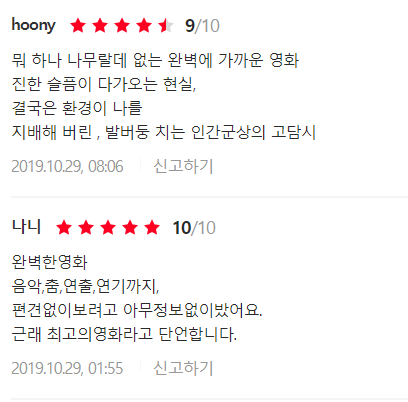 hoony 9/10
뭐 하나 나무랄데 없는 완벽에 가까운 영화
진한 슬픔이 다가오는 현실,
결국은 환경이 나를
지배해 버린 , 발버둥 치는 인간군상의 고담시
2019.10.29, 08:06 신고하기
나니 10/10
완벽한영화
음악,춤,연출,연기까지,
편견없이보려고 아무정보없이봤어요.
근래 최고의영화라고 단언합니다.
2019.10.29, 01:55 신고하기